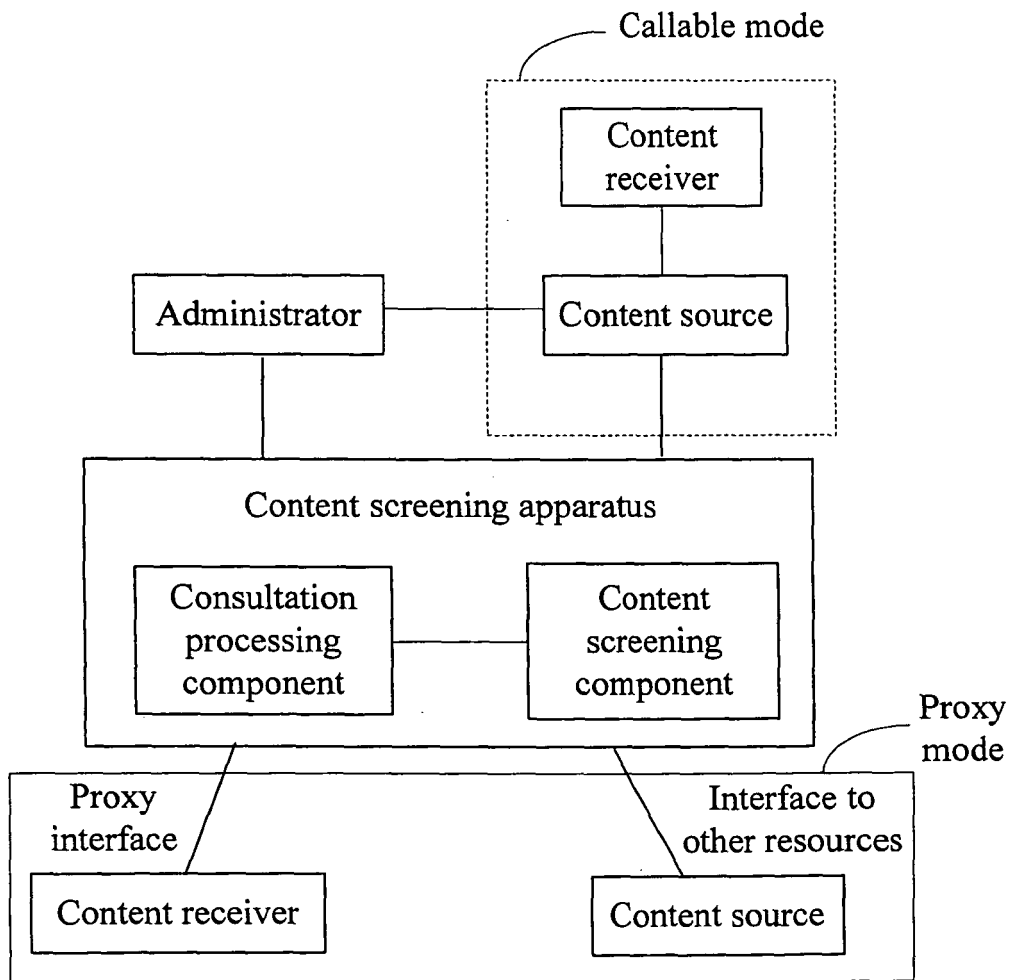 Callable mode
Content
receiver
Administrator
Content source
Content screening apparatus
Consultation
processing
component
Content
screening
component
Proxy
mode
Proxy
interface
Interface to
other resources
Content receiver
Content source